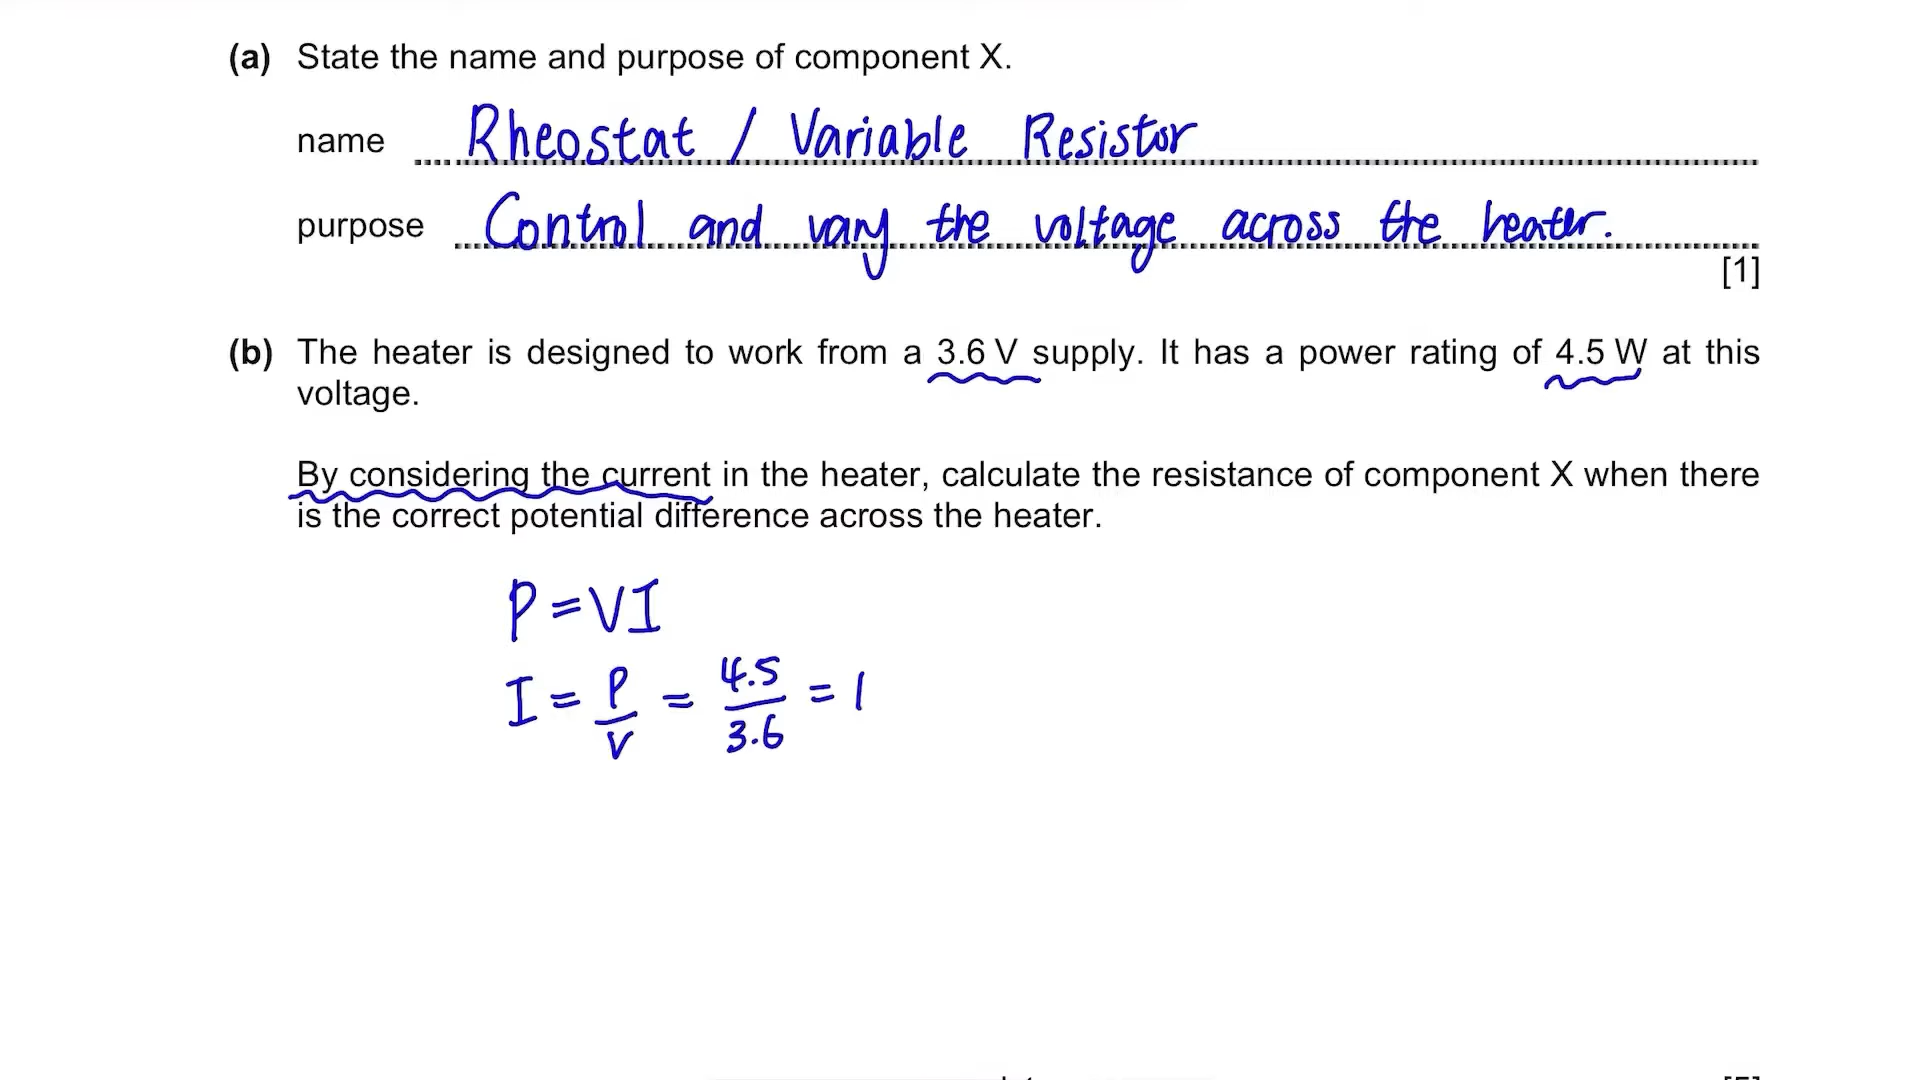 (a) State the name and purpose of component X.
name Rheostat / Variable Resistor
purpose Control and vary the voltage across the heater.
[1]
(b) The heater is designed to work from a 3.6 V supply. It has a power rating of 4.5 W at this
voltage.
By considering the current in the heater, calculate the resistance of component X when there
is the correct potential difference across the heater.
P = VI
I = P/V = 4.5/3.6 = 1